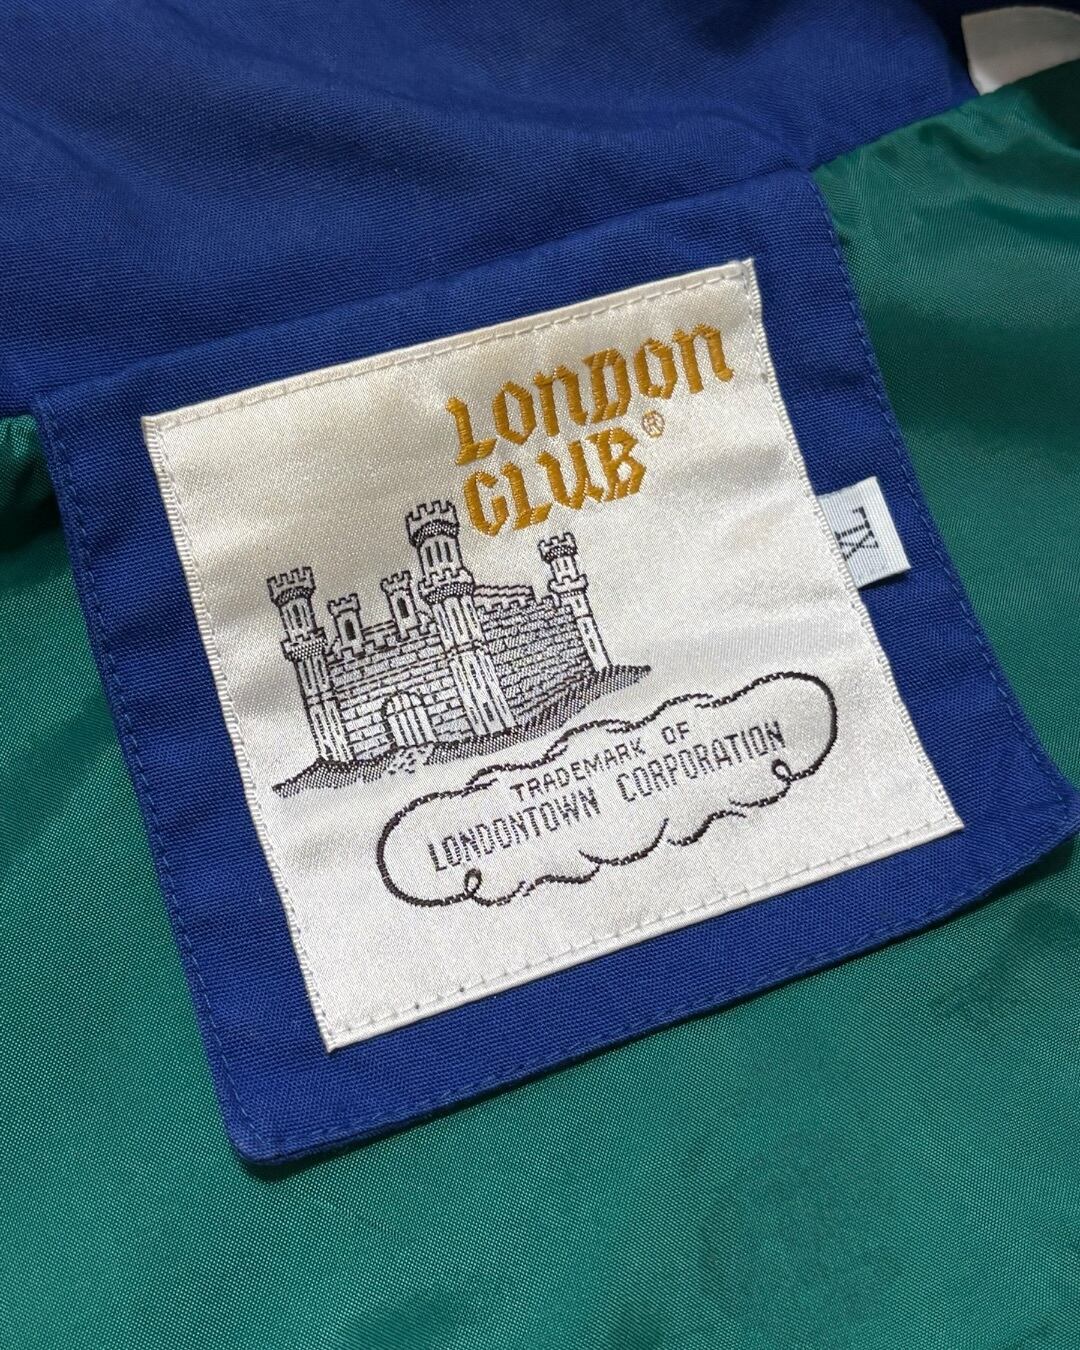 LONDON
CLUB®
XL
TRADEMARK OF
LONDONTOWN CORPORATION